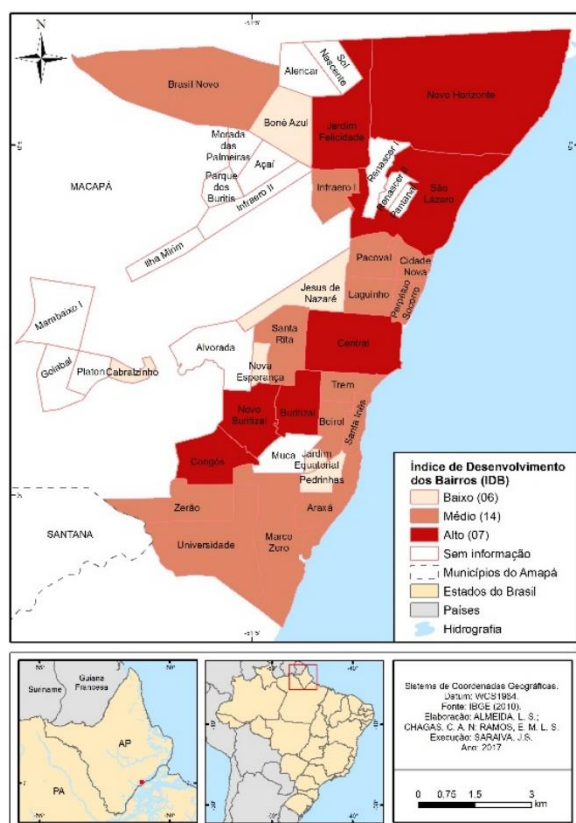 N
Brasil Novo
Alencar
Sol
Nascente
Novo Horizonte
Boné Azul
Jardim
Felicidade
Morada
das
Palmeiras
Açaí
Parque
dos
Buritis
MACAPÁ
Infraero II
Infraero I
Renascer I
Renascer II
Pantanal
São
Lázaro
Ilha Mirim
Pacoval
Cidade
Nova
Jesus de
Nazaré
Laguinho
Perpétuo
Socorro
Marabaixo I
Alvorada
Santa
Rita
Central
Goiabal
Platon
Cabralzinho
Nova
Esperança
Trem
Novo
Buritizal
Buritizal
Beirol
Santa Inês
Congós
Muca
Jardim
Equatorial
Pedrinhas
Zerão
Araxá
SANTANA
Universidade
Marco
Zero
Índice de Desenvolvimento
dos Bairros (IDB)
Baixo (06)
Médio (14)
Alto (07)
Sem informação
Municípios do Amapá
Estados do Brasil
Países
Hidrografia
Suriname
Guiana
Francesa
AP
PA
Sistema de Coordenadas Geográficas.
Datum: WCS1984.
Fonte: IBGE (2010).
Elaboração: ALMEIDA, L. S.;
CHAGAS, C. A. N; RAMOS, E. M. L. S.
Execução: SARAIVA, J.S.
Ano: 2017
0 0,75 1,5 3
km